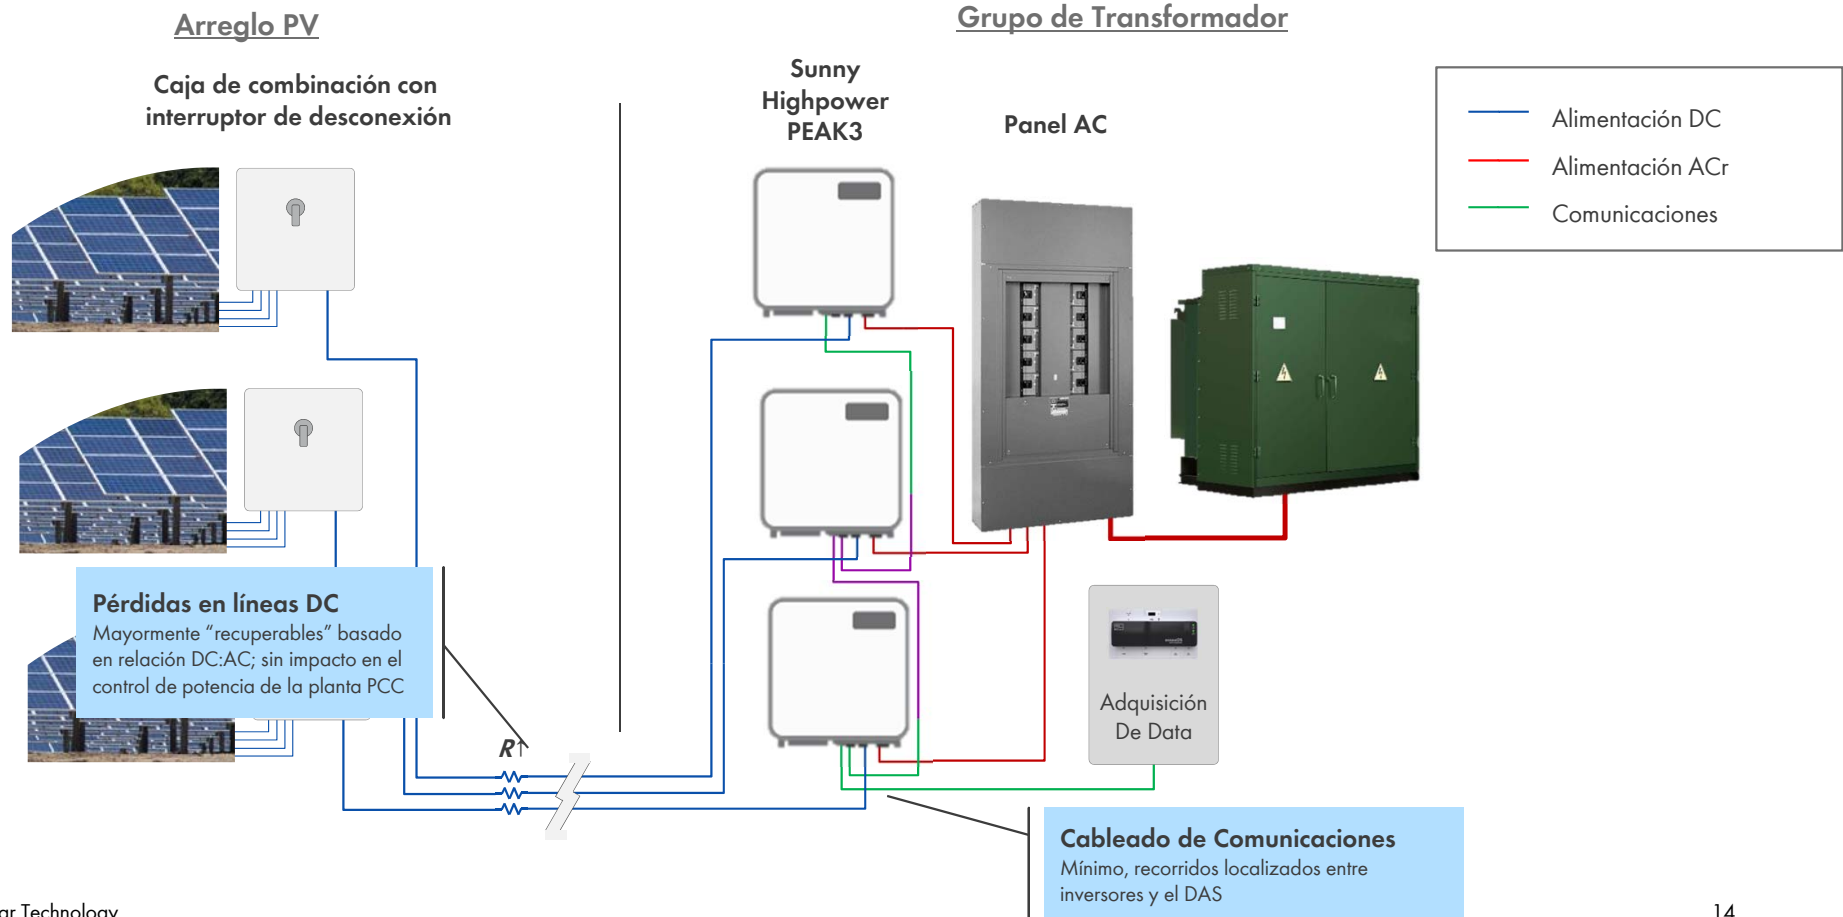 Arreglo PV
Grupo de Transformador
Caja de combinación con
interruptor de desconexión
Sunny
Highpower
PEAK3
Panel AC
Alimentación DC
Alimentación ACr
Comunicaciones
Pérdidas en líneas DC
Mayormente “recuperables” basado
en relación DC:AC; sin impacto en el
control de potencia de la planta PCC
R↑
Adquisición
De Data
Cableado de Comunicaciones
Mínimo, recorridos localizados entre
inversores y el DAS
ar Technology
14